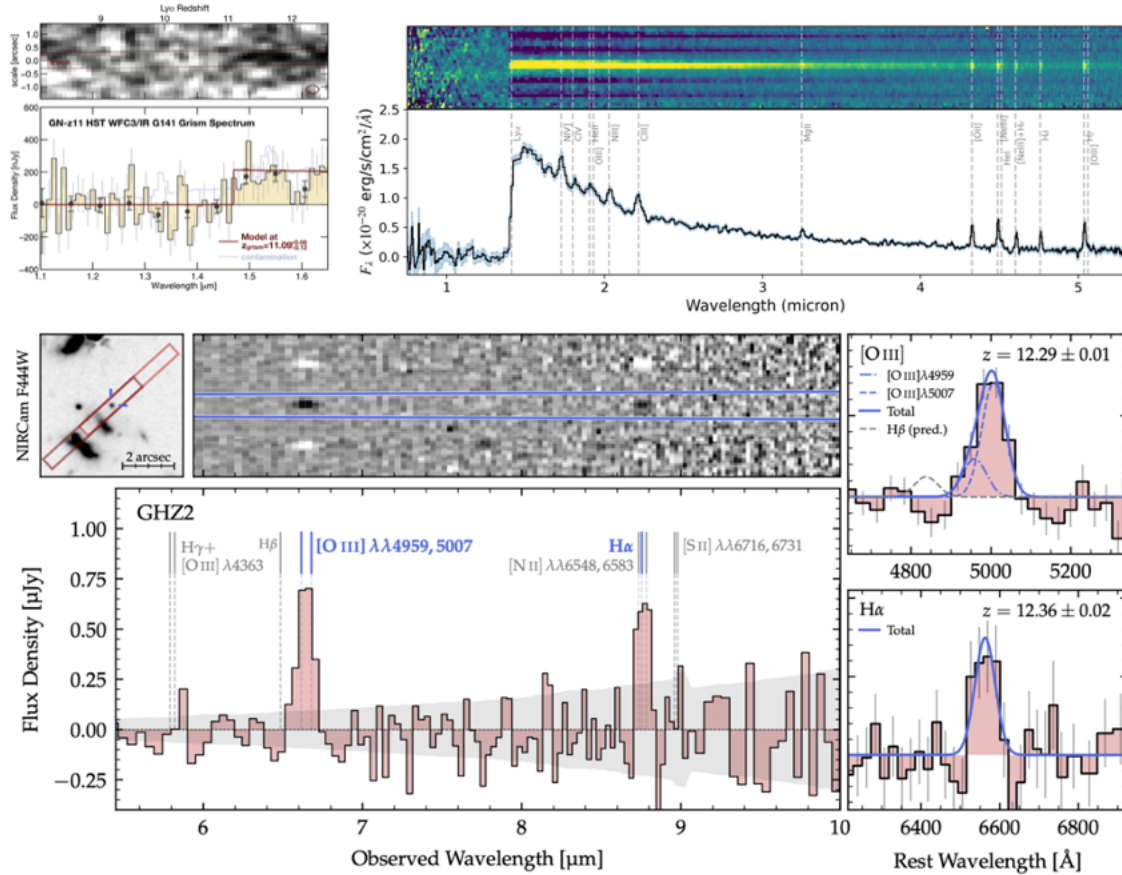 Lyα Redshift
9 10 11 12
scale [arcsec]
1.0
0.5
0.0
-0.5
-1.0
600
400
200
0
-200
-400
GN-z11 HST WFC3/IR G141 Grism Spectrum
Flux Density [nJy]
Model at
contamination
1.1 1.2 1.3 1.4 1.5 1.6
Wavelength [μm]
2.5
2.0
1.5
1.0
0.5
0.0
Fλ (×10⁻²⁰ erg/s/cm²/Å)
Lyα
NIV]
CIV
HeII
OIII]
NIII]
CIII]
MgII
[OII]
[NeIII]
HeI
[NeIII]+Hε
Hδ
Hγ
[OIII]
1 2 3 4 5
Wavelength (micron)
NIRCam F444W
2 arcsec
GHZ2
Hγ+
[O III] λ4363
Hβ
[O III] λλ4959, 5007
Hα
[N II] λλ6548, 6583
[S II] λλ6716, 6731
1.00
0.75
0.50
0.25
0.00
−0.25
Flux Density [μJy]
6 7 8 9 10
Observed Wavelength [μm]
[O III]
z = 12.29 ± 0.01
[O III]λ4959
[O III]λ5007
Total
Hβ (pred.)
4800 5000 5200
Hα
z = 12.36 ± 0.02
Total
6400 6600 6800
Rest Wavelength [Å]